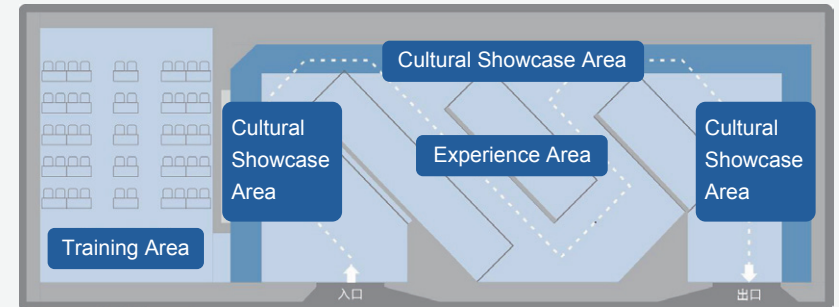 Cultural Showcase Area
Cultural
Showcase
Area
Experience Area
Cultural
Showcase
Area
Training Area
入口
出口